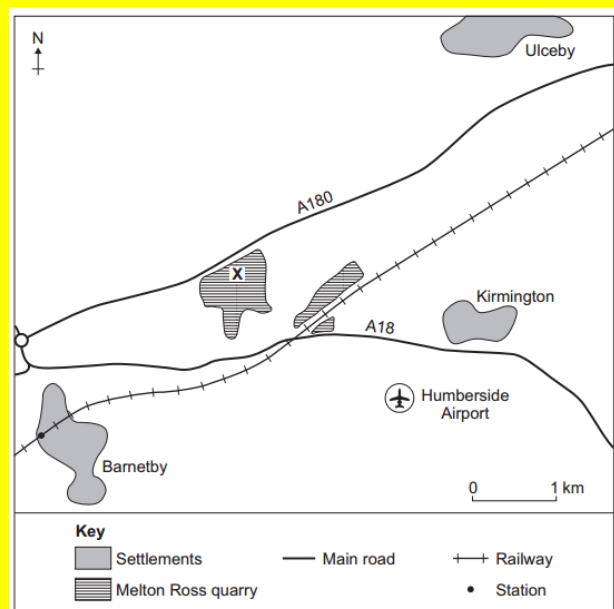 N
Ulceby
A180
X
Kirmington
A18
Humberside
Airport
Barnetby
0 1 km
Key
Settlements Main road Railway
Melton Ross quarry Station